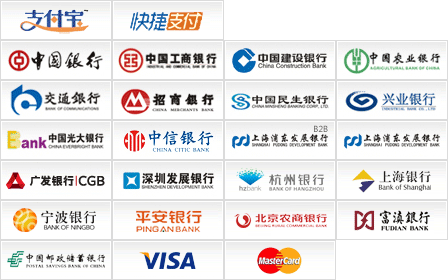 支付宝™
快捷支付
中国银行
中国工商银行
INDUSTRIAL AND COMMERCIAL BANK OF CHINA
中国建设银行
China Construction Bank
中国农业银行
AGRICULTURAL BANK OF CHINA
交通银行
BANK OF COMMUNICATIONS
招商银行
CHINA MERCHANTS BANK
中国民生银行
CHINA MINSHENG BANKING CORP., LTD.
兴业银行
INDUSTRIAL BANK CO., LTD.
Bank 中国光大银行
CHINA EVERBRIGHT BANK
中信银行
CHINA CITIC BANK
B2B
上海浦东发展银行
SHANGHAI PUDONG DEVELOPMENT BANK
上海浦东发展银行
SHANGHAI PUDONG DEVELOPMENT BANK
广发银行|CGB
深圳发展银行
SHENZHEN DEVELOPMENT BANK
hzbank
杭州银行
BANK OF HANGZHOU
上海银行
Bank of Shanghai
宁波银行
BANK OF NINGBO
平安银行
PINGAN BANK
北京农商银行
BEIJING RURAL COMMERCIAL BANK
富滇银行
FUDIAN BANK
中国邮政储蓄银行
POSTAL SAVINGS BANK OF CHINA
VISA
MasterCard